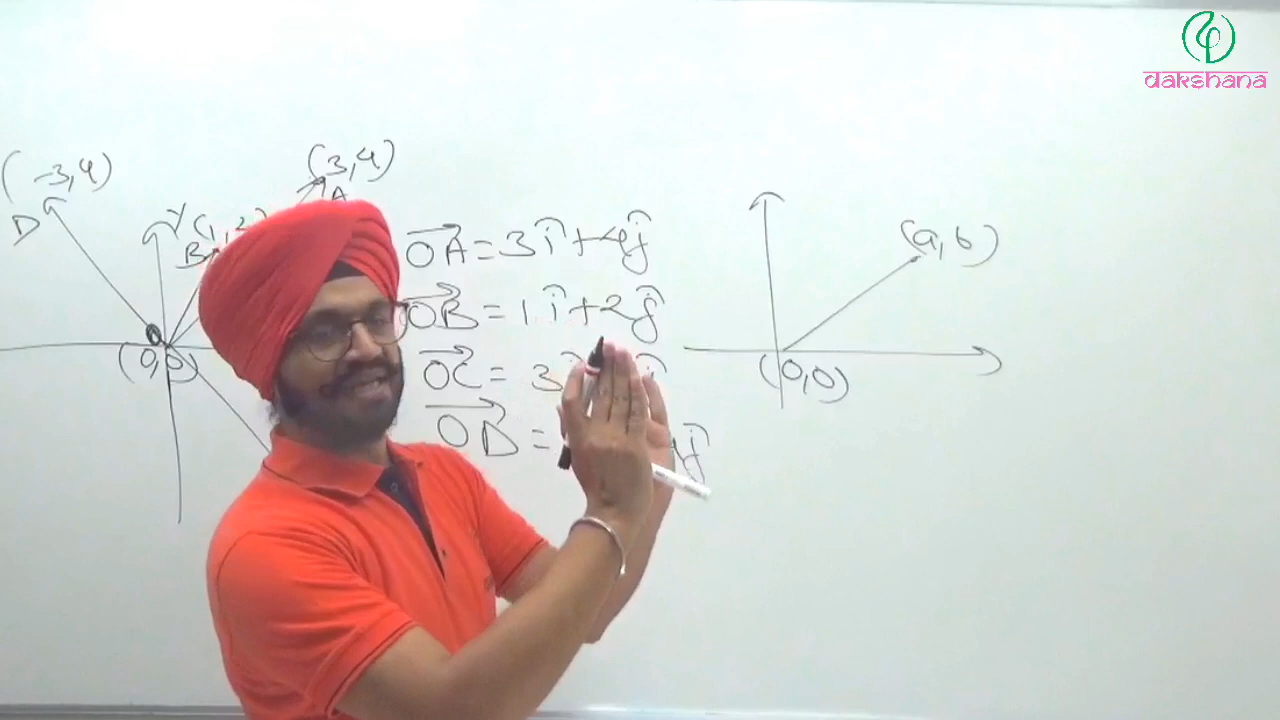 dakshana
(-3,4)
D
(3,4)
A
Y
(1,2)
B
(0,0)
OA = 3î + 4ĵ
OB = 1î + 2ĵ
OC = 3
OD =
(a,b)
(0,0)